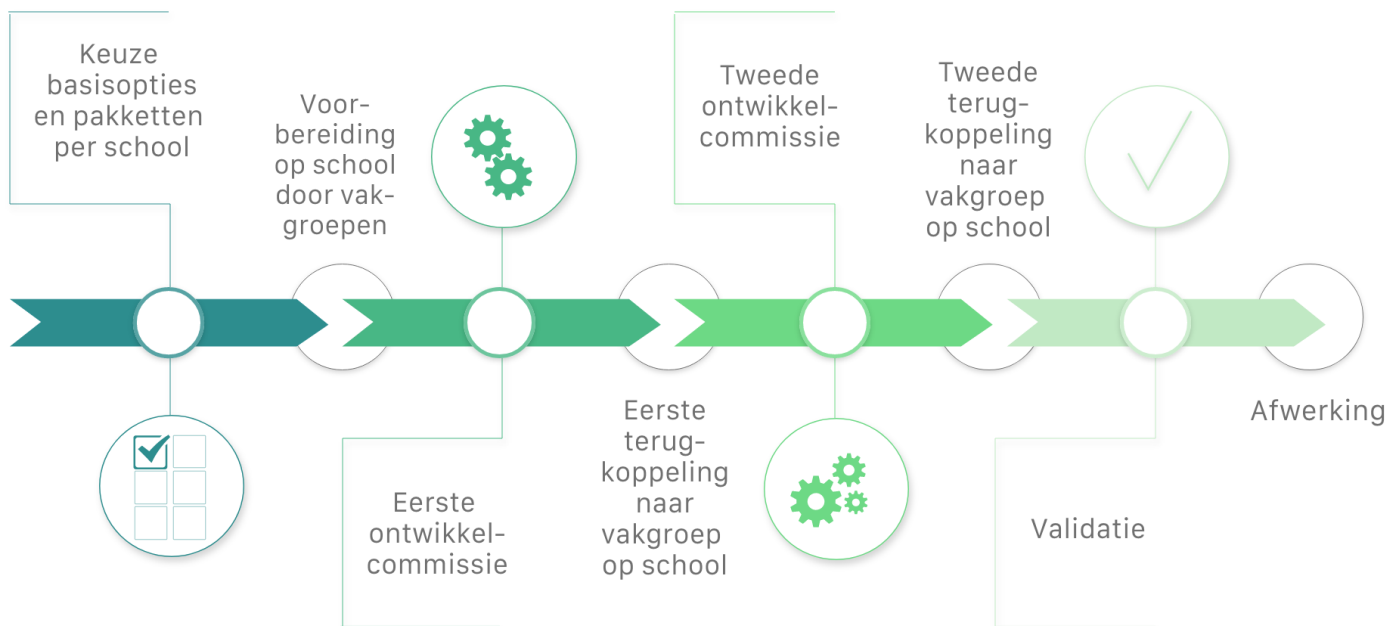 Keuze
basisopties
en pakketten
per school
Voor-
bereiding
op school
door vak-
groepen
Eerste
ontwikkel-
commissie
Eerste
terug-
koppeling
naar
vakgroep
op school
Tweede
ontwikkel-
commissie
Tweede
terug-
koppeling
naar
vakgroep
op school
Validatie
Afwerking